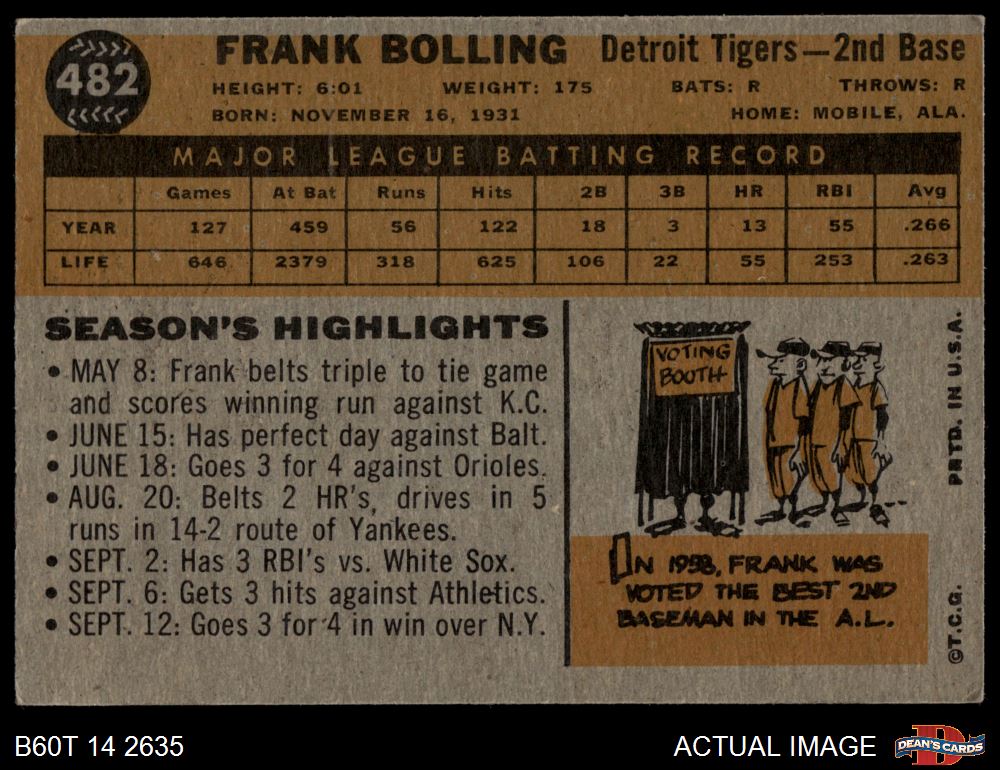 482
FRANK BOLLING Detroit Tigers—2nd Base
HEIGHT: 6:01 WEIGHT: 175 BATS: R THROWS: R
BORN: NOVEMBER 16, 1931 HOME: MOBILE, ALA.
MAJOR LEAGUE BATTING RECORD
Games At Bat Runs Hits 2B 3B HR RBI Avg
YEAR 127 459 56 122 18 3 13 55 .266
LIFE 646 2379 318 625 106 22 55 253 .263
SEASON'S HIGHLIGHTS
• MAY 8: Frank belts triple to tie game
and scores winning run against K.C.
• JUNE 15: Has perfect day against Balt.
• JUNE 18: Goes 3 for 4 against Orioles.
• AUG. 20: Belts 2 HR's, drives in 5
runs in 14-2 route of Yankees.
• SEPT. 2: Has 3 RBI's vs. White Sox.
• SEPT. 6: Gets 3 hits against Athletics.
• SEPT. 12: Goes 3 for 4 in win over N.Y.
VOTING
BOOTH
IN 1958, FRANK WAS
VOTED THE BEST 2ND
BASEMAN IN THE A.L.
©T.C.G. PRTD. IN U.S.A.
B60T 14 2635
ACTUAL IMAGE
DEAN'S CARDS